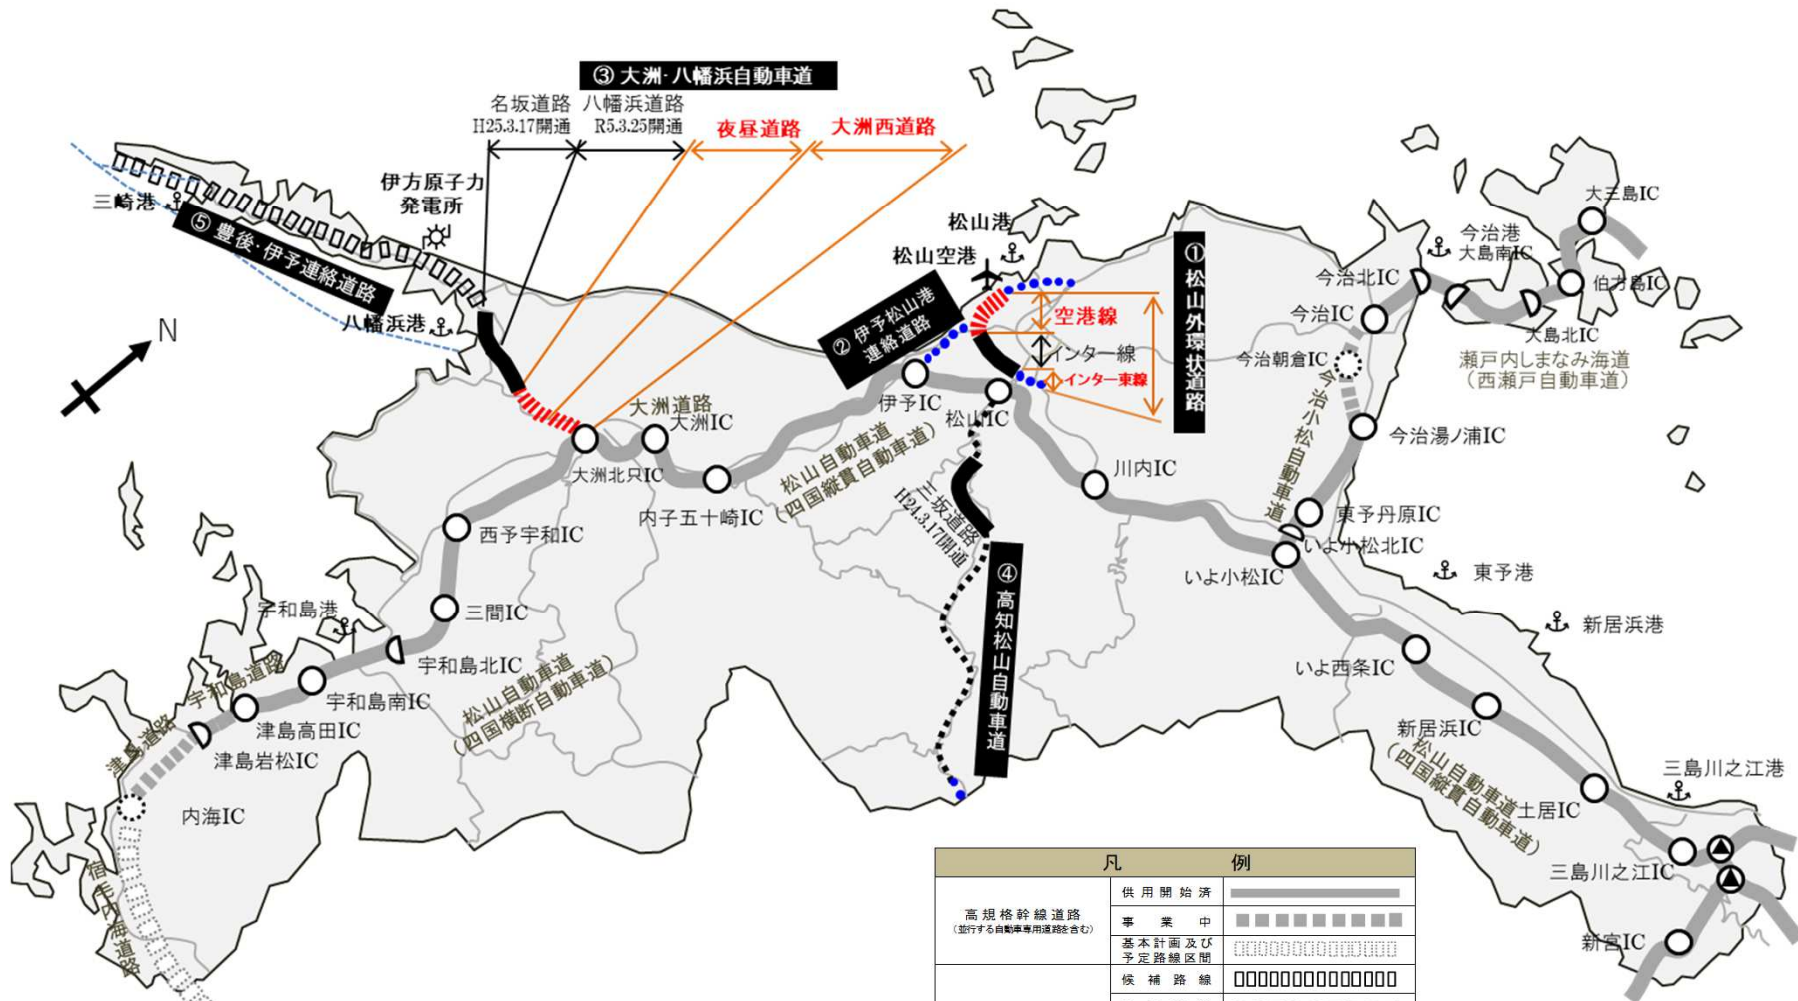 ③ 大洲・八幡浜自動車道
名坂道路
H25.3.17開通
八幡浜道路
R5.3.25開通
夜昼道路
大洲西道路
伊方原子力
発電所
三崎港
⑤ 豊後・伊予連絡道路
八幡浜港
N
松山港
松山空港
② 伊予松山港
連絡道路
空港線
インター線
インター東線
① 松山外環状道路
大三島IC
今治港
大島南IC
今治北IC
伯方島IC
今治IC
大島北IC
今治朝倉IC
瀬戸内しまなみ海道
（西瀬戸自動車道）
今治小松自動車道
今治湯ノ浦IC
大洲道路
大洲IC
伊予IC
松山IC
大洲北只IC
松山自動車道
（四国縦貫自動車道）
川内IC
内子五十崎IC
三坂道路
H24.3.17開通
西予宇和IC
東予丹原IC
いよ小松北IC
いよ小松IC
④ 高知松山自動車道
東予港
新居浜港
三間IC
宇和島港
宇和島北IC
松山自動車道
（四国横断自動車道）
宇和島道路
宇和島南IC
津島高田IC
津島道路
津島岩松IC
内海IC
宿毛内海道路
いよ西条IC
新居浜IC
松山自動車道
（四国縦貫自動車道）
土居IC
三島川之江港
三島川之江IC
新宮IC
凡 例
高規格幹線道路
（並行する自動車専用道路を含む）
供用開始済
事業中
基本計画及び
予定路線区間
候補路線